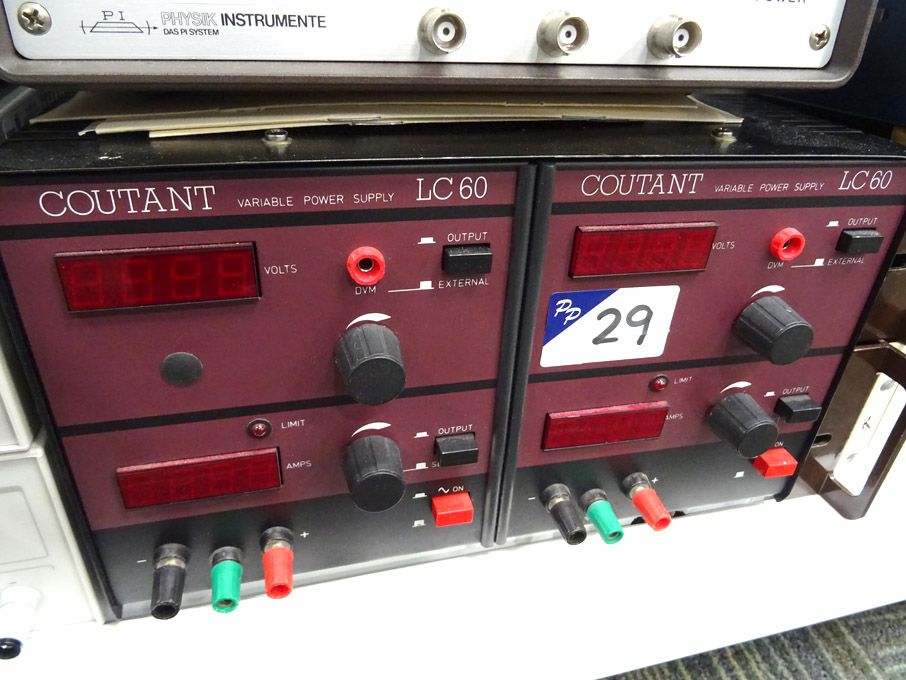 PI
PHYSIK INSTRUMENTE
DAS PI SYSTEM
COUTANT VARIABLE POWER SUPPLY LC 60
VOLTS
DVM
OUTPUT
EXTERNAL
LIMIT
AMPS
OUTPUT
ON
- +
COUTANT VARIABLE POWER SUPPLY LC 60
VOLTS
DVM
OUTPUT
EXTERNAL
PP 29
LIMIT
AMPS
OUTPUT
ON
- +